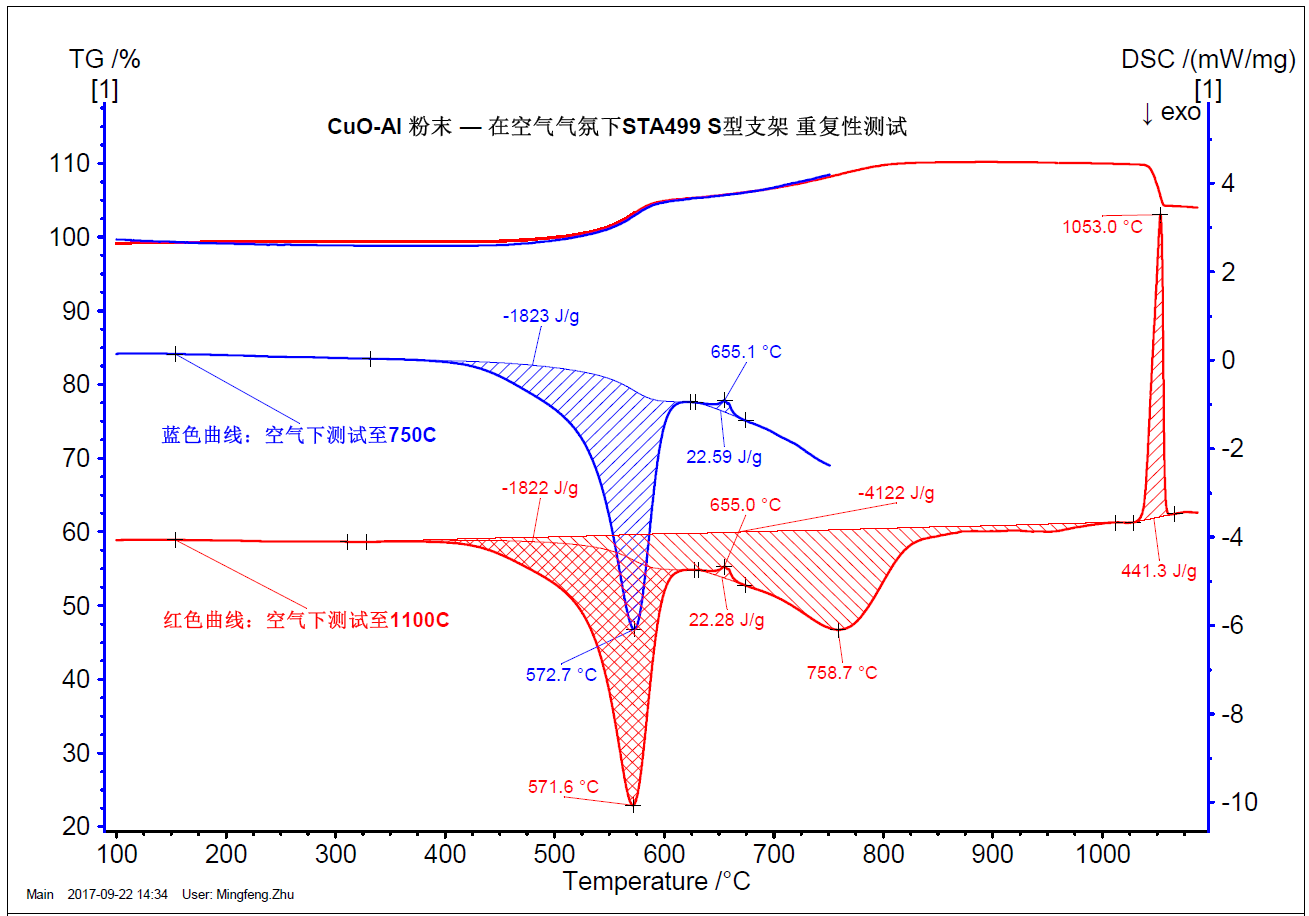 TG /%
[1]
DSC /(mW/mg)
[1]
↓ exo
CuO-Al 粉末 — 在空气气氛下STA499 S型支架 重复性测试
110
100
90
80
70
60
50
40
30
20
4
2
0
-2
-4
-6
-8
-10
1053.0 °C
-1823 J/g
655.1 °C
蓝色曲线：空气下测试至750C
22.59 J/g
-1822 J/g
655.0 °C
-4122 J/g
441.3 J/g
红色曲线：空气下测试至1100C
22.28 J/g
572.7 °C
758.7 °C
571.6 °C
100 200 300 400 500 600 700 800 900 1000
Temperature /°C
Main 2017-09-22 14:34 User: Mingfeng.Zhu